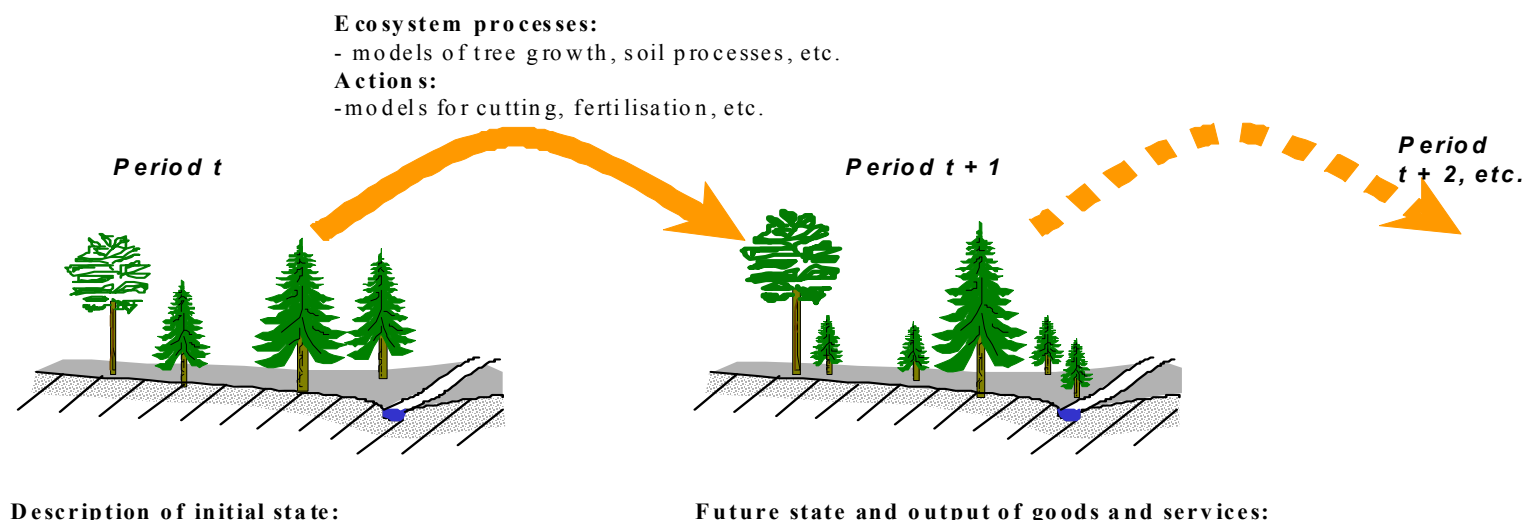 Ecosystem processes:
- models of tree growth, soil processes, etc.
Actions:
-models for cutting, fertilisation, etc.
Period t
Period t + 1
Period
t + 2, etc.
Description of initial state:
Future state and output of goods and services: